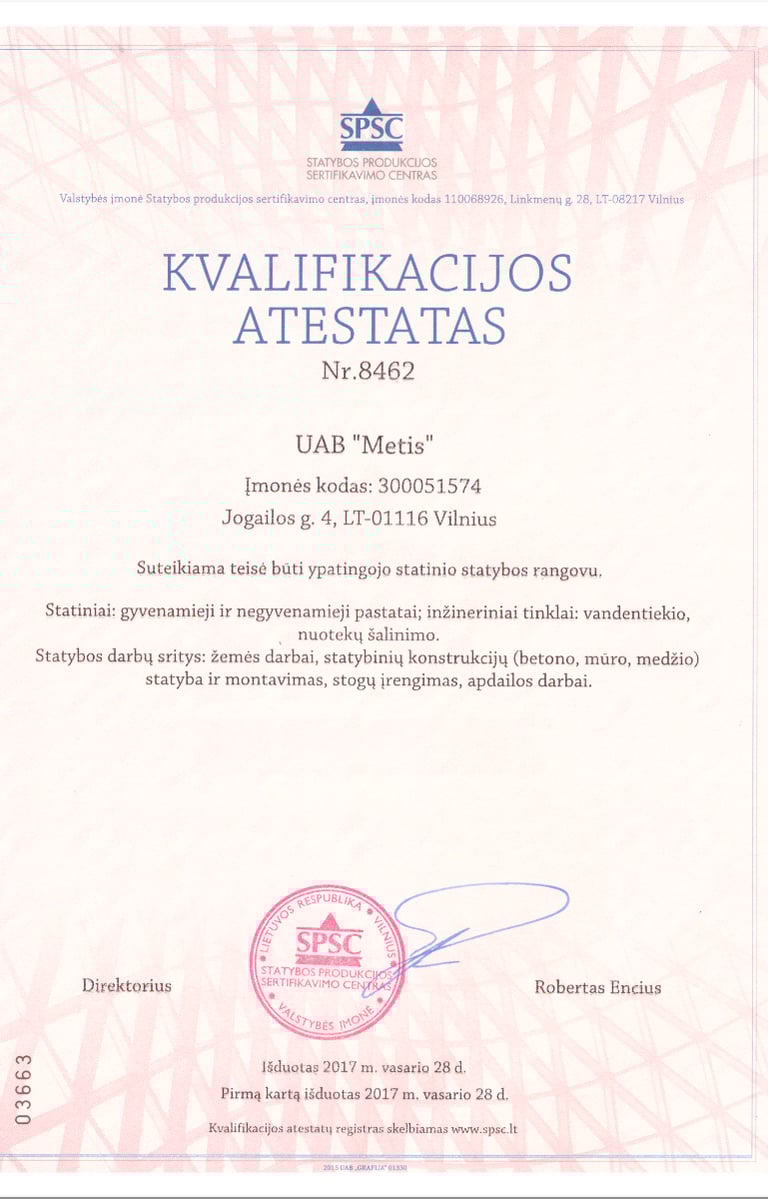 SPSC
STATYBOS PRODUKCIJOS
SERTIFIKAVIMO CENTRAS
Valstybės įmonė Statybos produkcijos sertifikavimo centras, įmonės kodas 110068926, Linkmenų g. 28, LT-08217 Vilnius
KVALIFIKACIJOS
ATESTATAS
Nr.8462
UAB "Metis"
Įmonės kodas: 300051574
Jogailos g. 4, LT-01116 Vilnius
Suteikiama teisė būti ypatingojo statinio statybos rangovu.
Statiniai: gyvenamieji ir negyvenamieji pastatai; inžineriniai tinklai: vandentiekio,
nuotekų šalinimo.
Statybos darbų sritys: žemės darbai, statybinių konstrukcijų (betono, mūro, medžio)
statyba ir montavimas, stogų įrengimas, apdailos darbai.
LIETUVOS RESPUBLIKA • VILNIUS
SPSC
STATYBOS PRODUKCIJOS
SERTIFIKAVIMO CENTRAS
VALSTYBĖS ĮMONĖ
Direktorius
Robertas Encius
Išduotas 2017 m. vasario 28 d.
Pirmą kartą išduotas 2017 m. vasario 28 d.
Kvalifikacijos atestatų registras skelbiamas www.spsc.lt
03663
2015 UAB „GRAFIJA" 01330